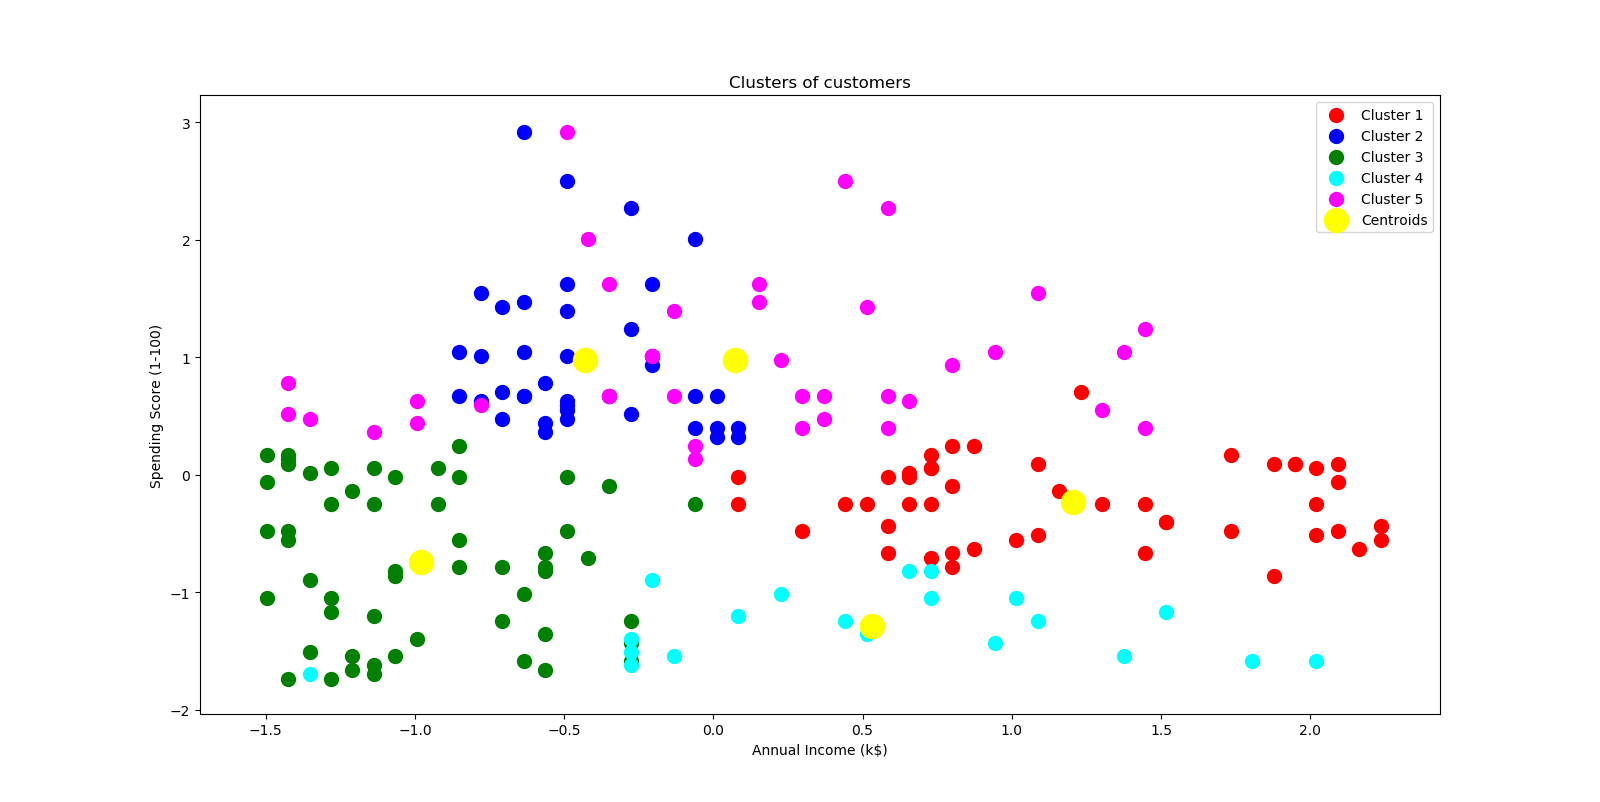 Clusters of customers
Cluster 1
Cluster 2
Cluster 3
Cluster 4
Cluster 5
Centroids
3
2
1
0
−1
−2
Spending Score (1-100)
−1.5 −1.0 −0.5 0.0 0.5 1.0 1.5 2.0
Annual Income (k$)